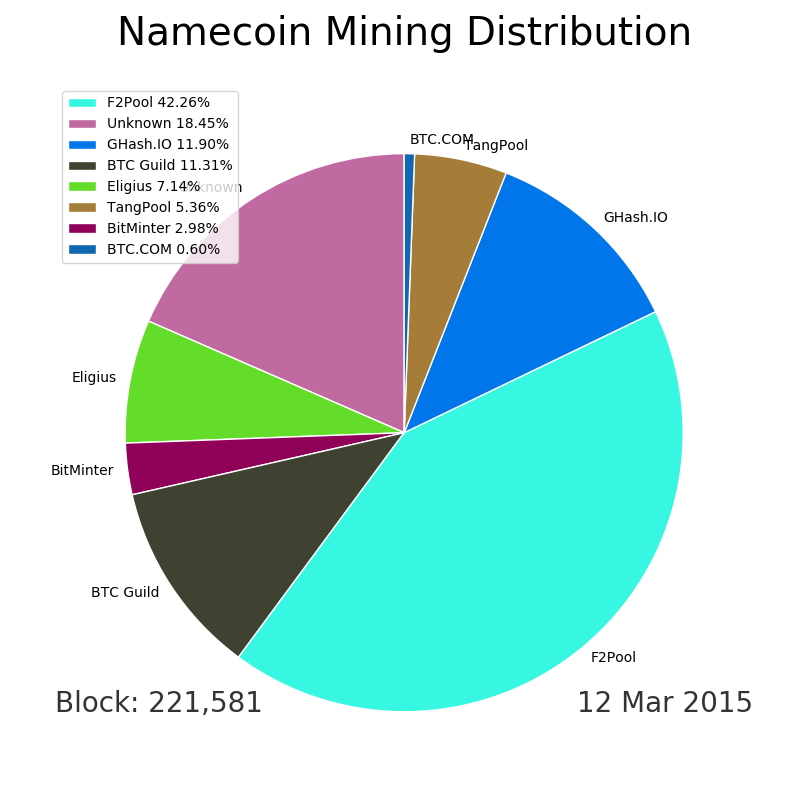 Namecoin Mining Distribution
F2Pool 42.26%
Unknown 18.45%
GHash.IO 11.90%
BTC Guild 11.31%
Eligius 7.14%
TangPool 5.36%
BitMinter 2.98%
BTC.COM 0.60%
BTC.COM
TangPool
Unknown
GHash.IO
Eligius
BitMinter
BTC Guild
F2Pool
Block: 221,581
12 Mar 2015